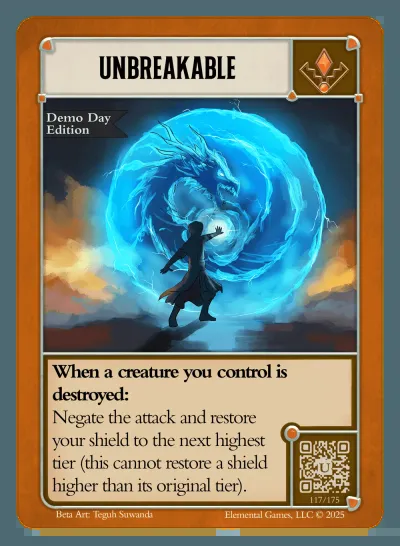 UNBREAKABLE
Demo Day
Edition
When a creature you control is
destroyed:
Negate the attack and restore
your shield to the next highest
tier (this cannot restore a shield
higher than its original tier).
U
117/175
Beta Art: Teguh Suwanda
Elemental Games, LLC © 2025